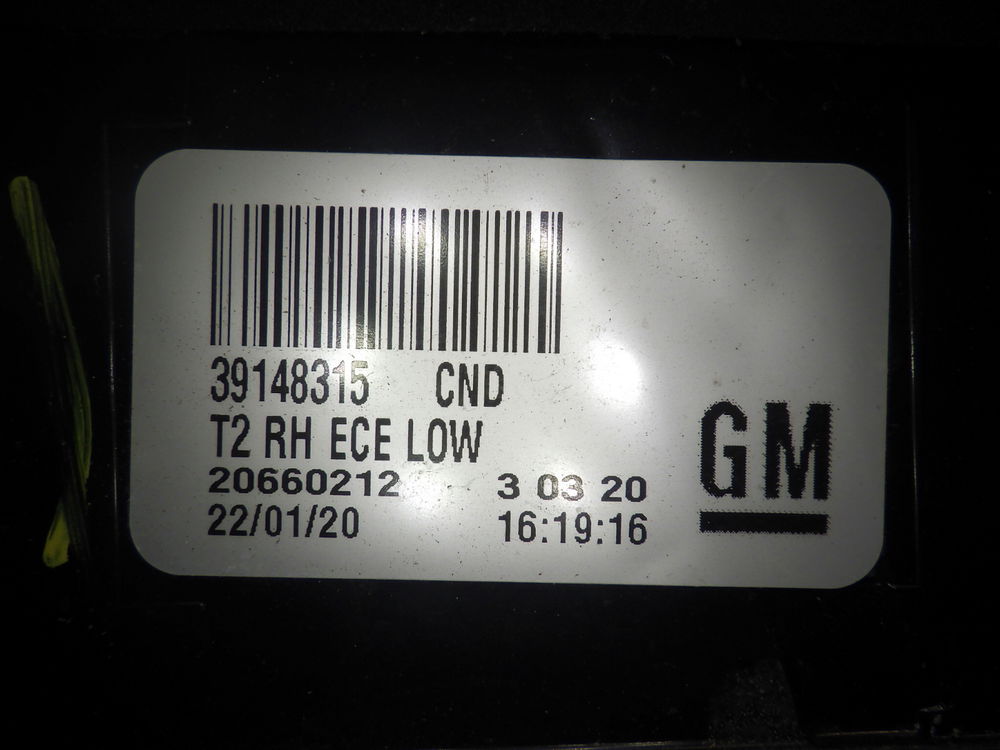 39148315 CND
T2 RH ECE LOW
20660212 3 03 20
22/01/20 16:19:16
GM